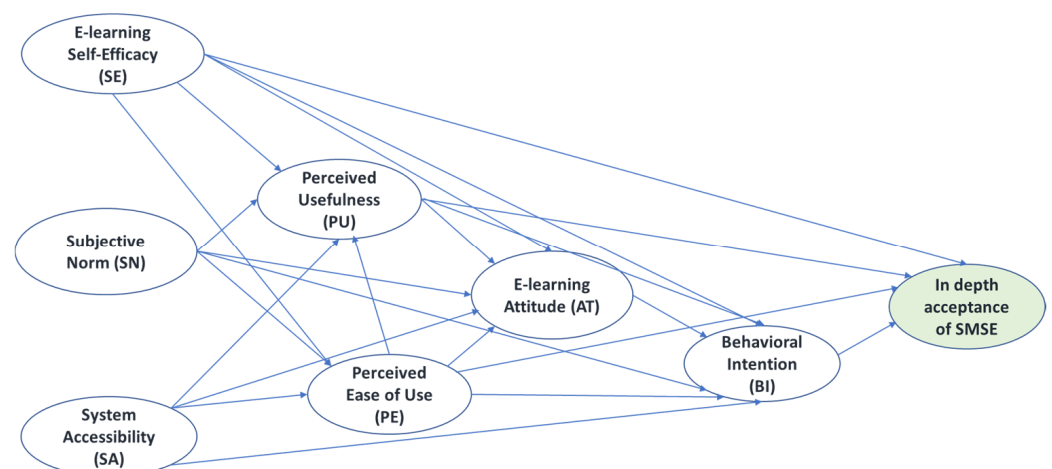 E-learning
Self-Efficacy
(SE)
Perceived
Usefulness
(PU)
Subjective
Norm (SN)
E-learning
Attitude (AT)
In depth
acceptance
of SMSE
Behavioral
Intention
(BI)
Perceived
Ease of Use
(PE)
System
Accessibility
(SA)